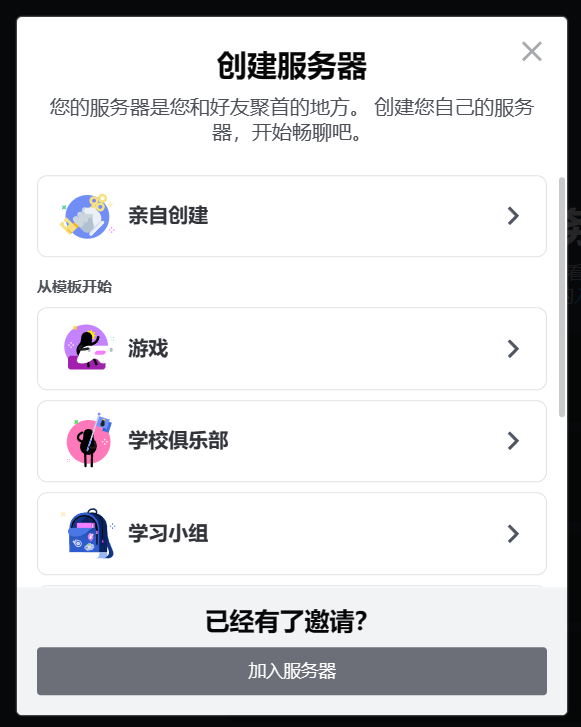 创建服务器
您的服务器是您和好友聚首的地方。 创建您自己的服务
器，开始畅聊吧。
亲自创建
从模板开始
游戏
学校俱乐部
学习小组
已经有了邀请？
加入服务器